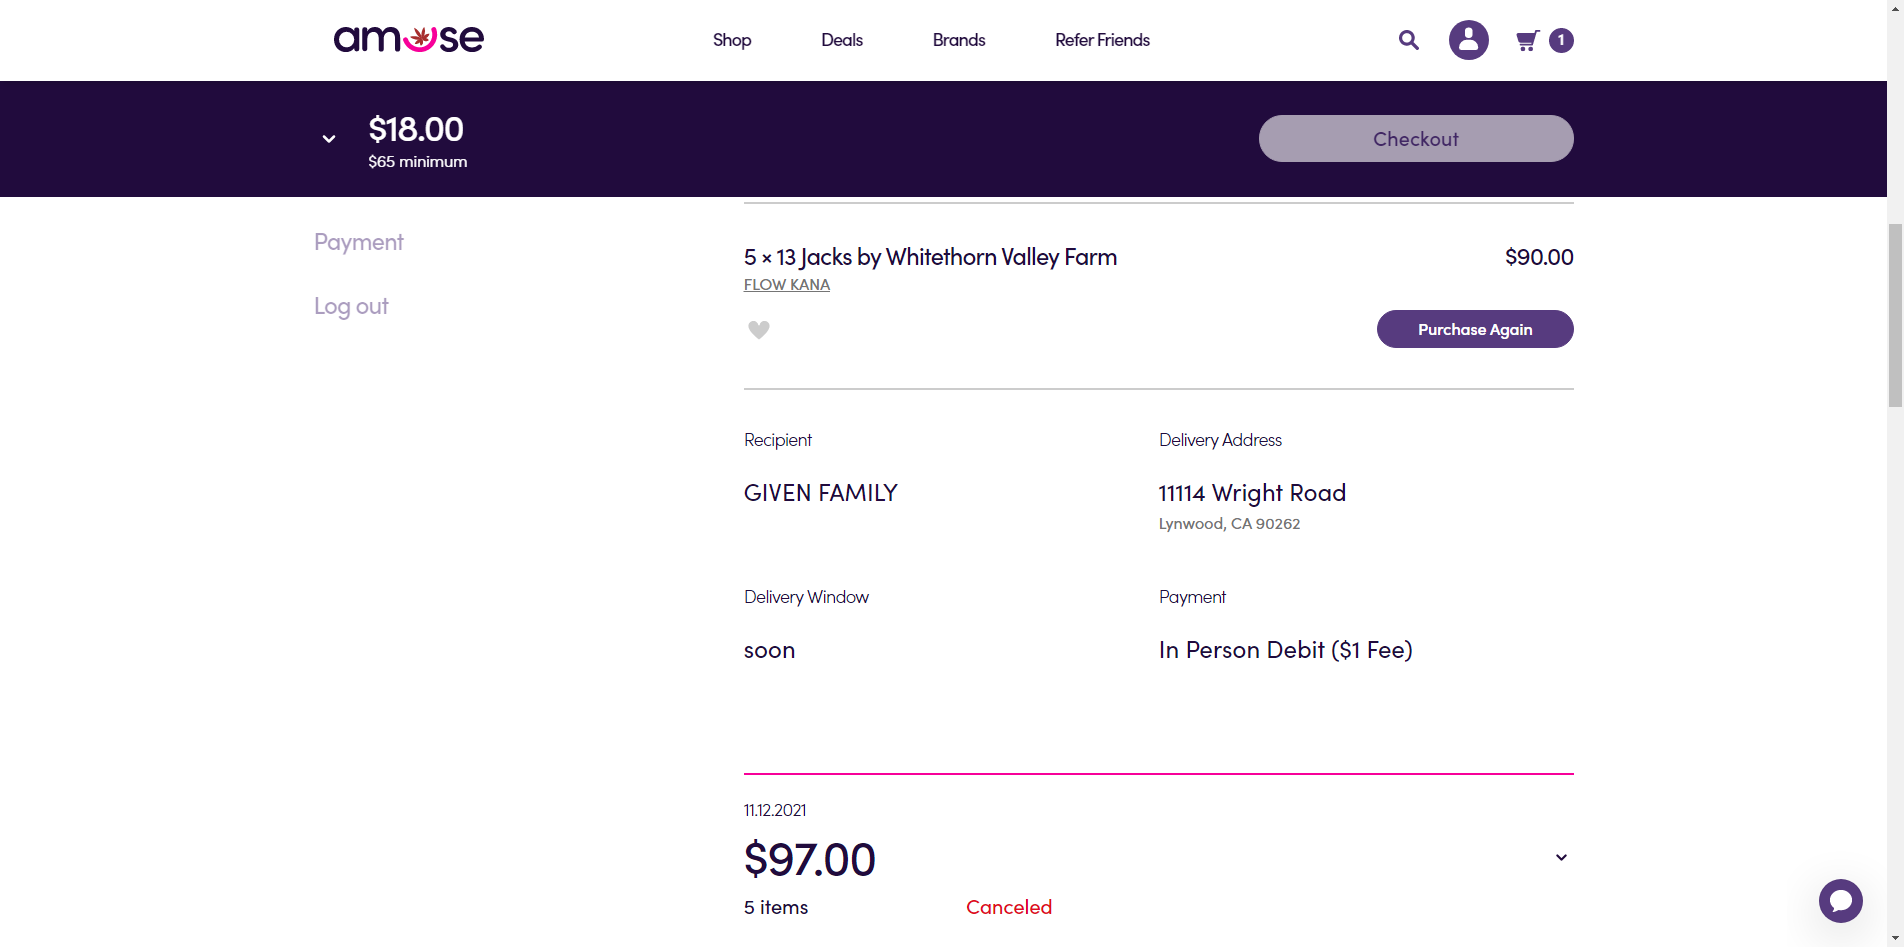 amuse
Shop
Deals
Brands
Refer Friends
1
$18.00
$65 minimum
Checkout
Payment
Log out
5 × 13 Jacks by Whitethorn Valley Farm
$90.00
FLOW KANA
Purchase Again
Recipient
Delivery Address
GIVEN FAMILY
11114 Wright Road
Lynwood, CA 90262
Delivery Window
Payment
soon
In Person Debit ($1 Fee)
11.12.2021
$97.00
5 items
Canceled